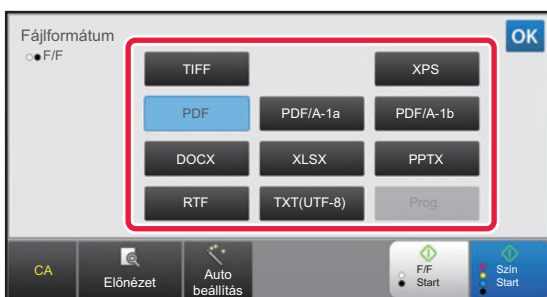 Fájlformátum
F/F
OK
TIFF
XPS
PDF
PDF/A-1a
PDF/A-1b
DOCX
XLSX
PPTX
RTF
TXT(UTF-8)
Prog.
CA
Előnézet
Auto
beállítás
F/F
Start
Szín
Start